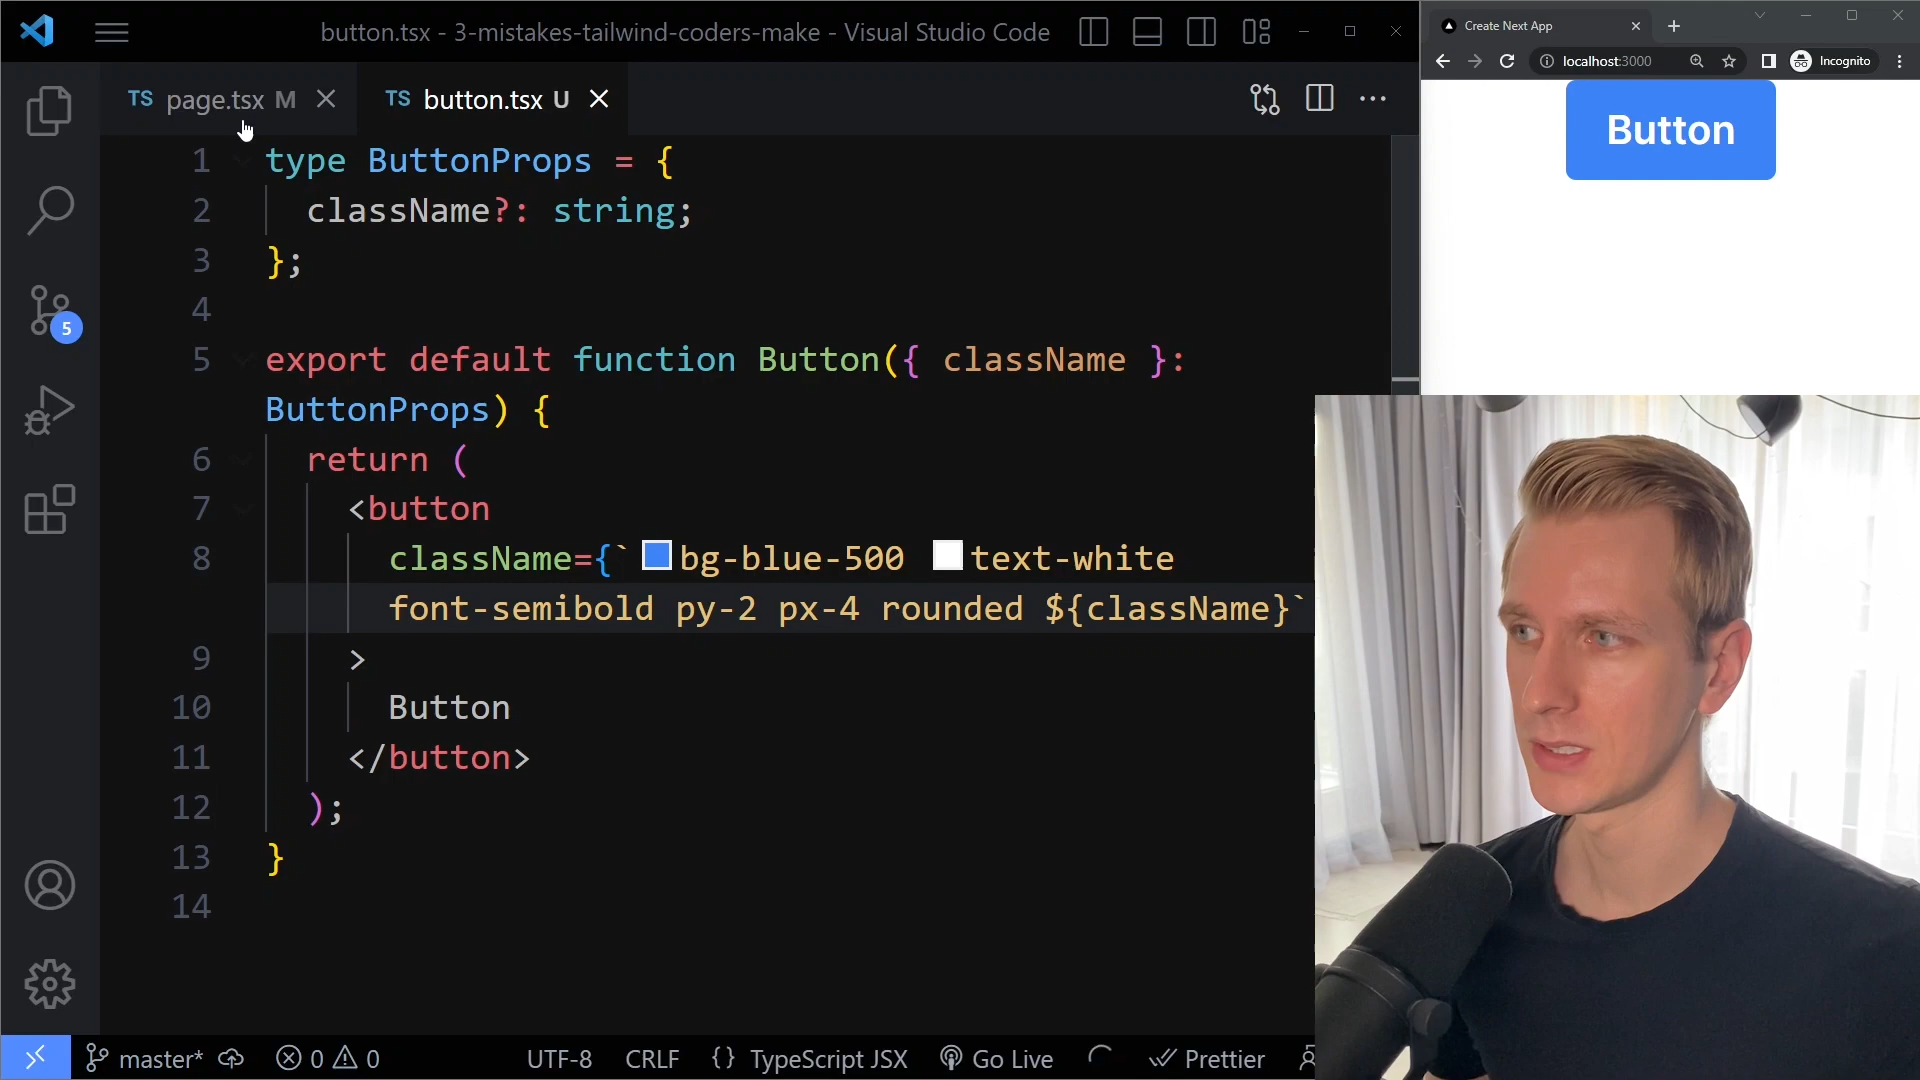 button.tsx - 3-mistakes-tailwind-coders-make - Visual Studio Code
TS page.tsx M
TS button.tsx U
1 type ButtonProps = {
2 className?: string;
3 };
4
5 export default function Button({ className }:
ButtonProps) {
6 return (
7 <button
8 className={`bg-blue-500 text-white
font-semibold py-2 px-4 rounded ${className}`
9 >
10 Button
11 </button>
12 );
13 }
14
5
master* 0 0 UTF-8 CRLF {} TypeScript JSX Go Live Prettier
Create Next App
localhost:3000 Incognito
Button